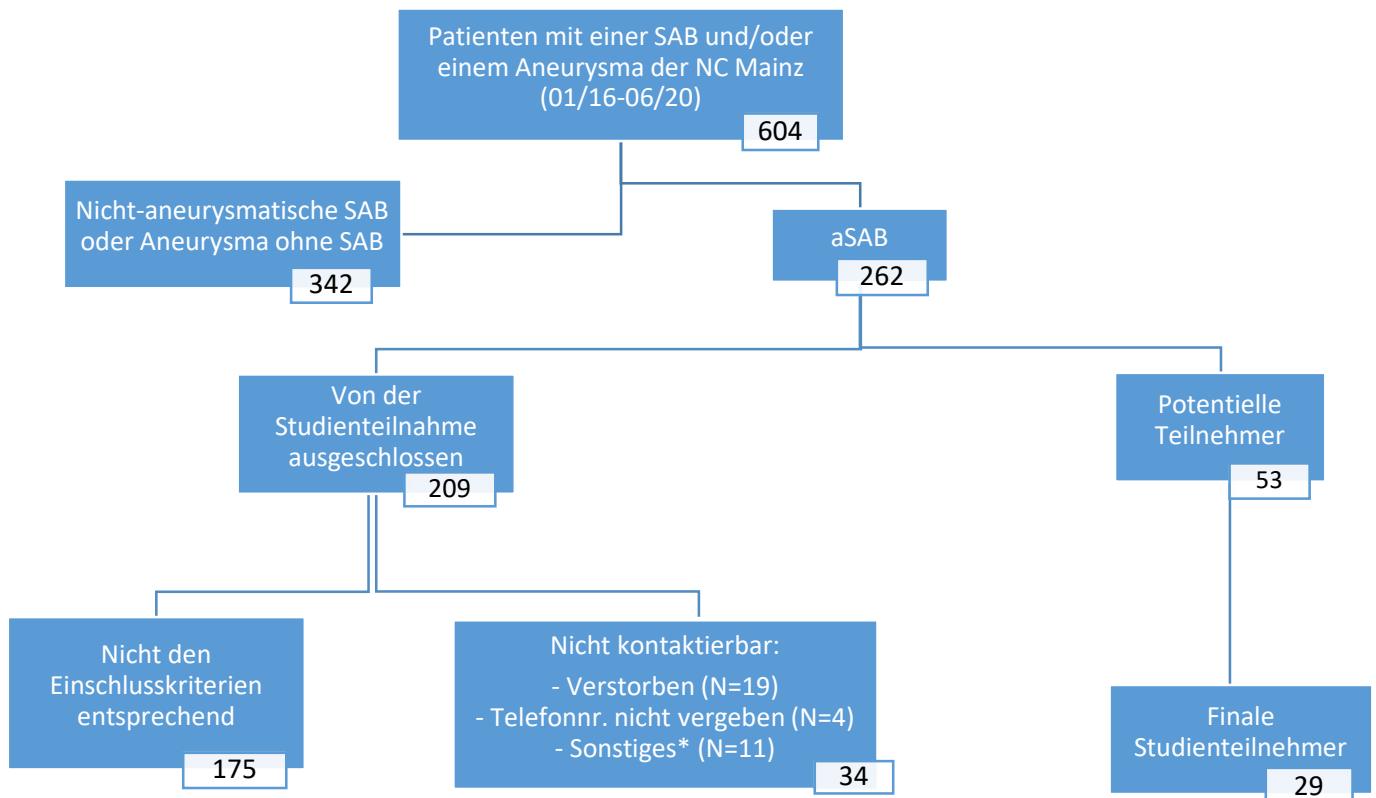 Patienten mit einer SAB und/oder
einem Aneurysma der NC Mainz
(01/16-06/20)
604
Nicht-aneurysmatische SAB
oder Aneurysma ohne SAB
342
aSAB
262
Von der
Studienteilnahme
ausgeschlossen
209
Potentielle
Teilnehmer
53
Nicht den
Einschlusskriterien
entsprechend
175
Nicht kontaktierbar:
- Verstorben (N=19)
- Telefonnr. nicht vergeben (N=4)
- Sonstiges* (N=11)
34
Finale
Studienteilnehmer
29